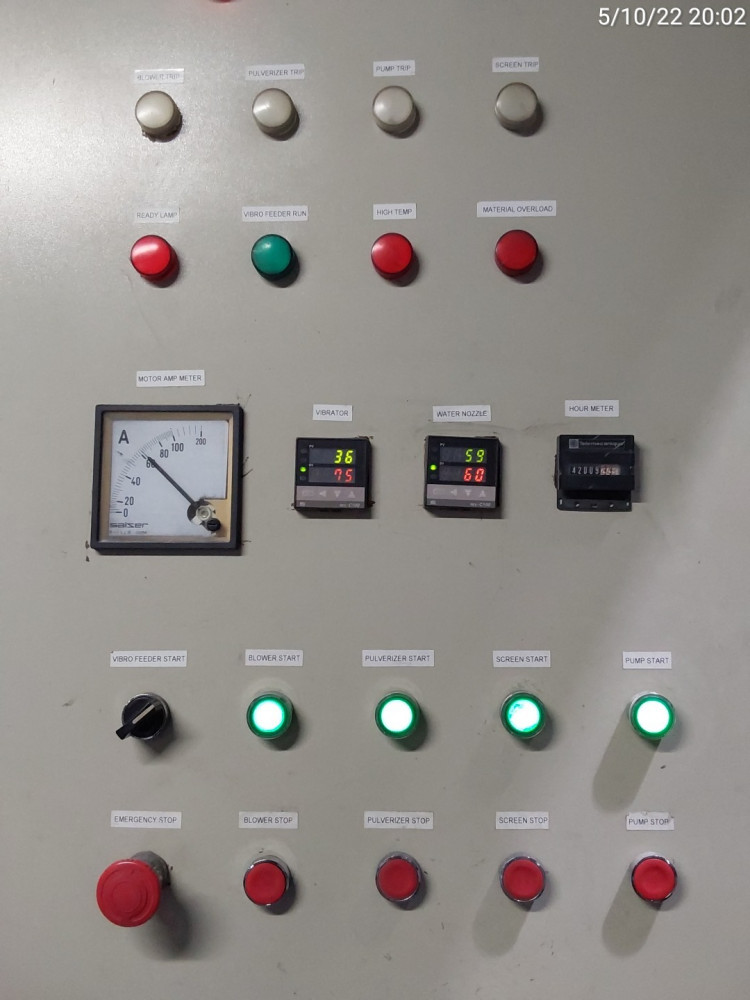 5/10/22 20:02
BLOWER TRIP
PULVERIZER TRIP
PUMP TRIP
SCREEN TRIP
READY LAMP
VIBRO FEEDER RUN
HIGH TEMP
MATERIAL OVERLOAD
MOTOR AMP METER
VIBRATOR
WATER NOZZLE
HOUR METER
A
0
20
40
60
80
100
200
PV
36
75
PV
59
60
VIBRO FEEDER START
BLOWER START
PULVERIZER START
SCREEN START
PUMP START
EMERGENCY STOP
BLOWER STOP
PULVERIZER STOP
SCREEN STOP
PUMP STOP